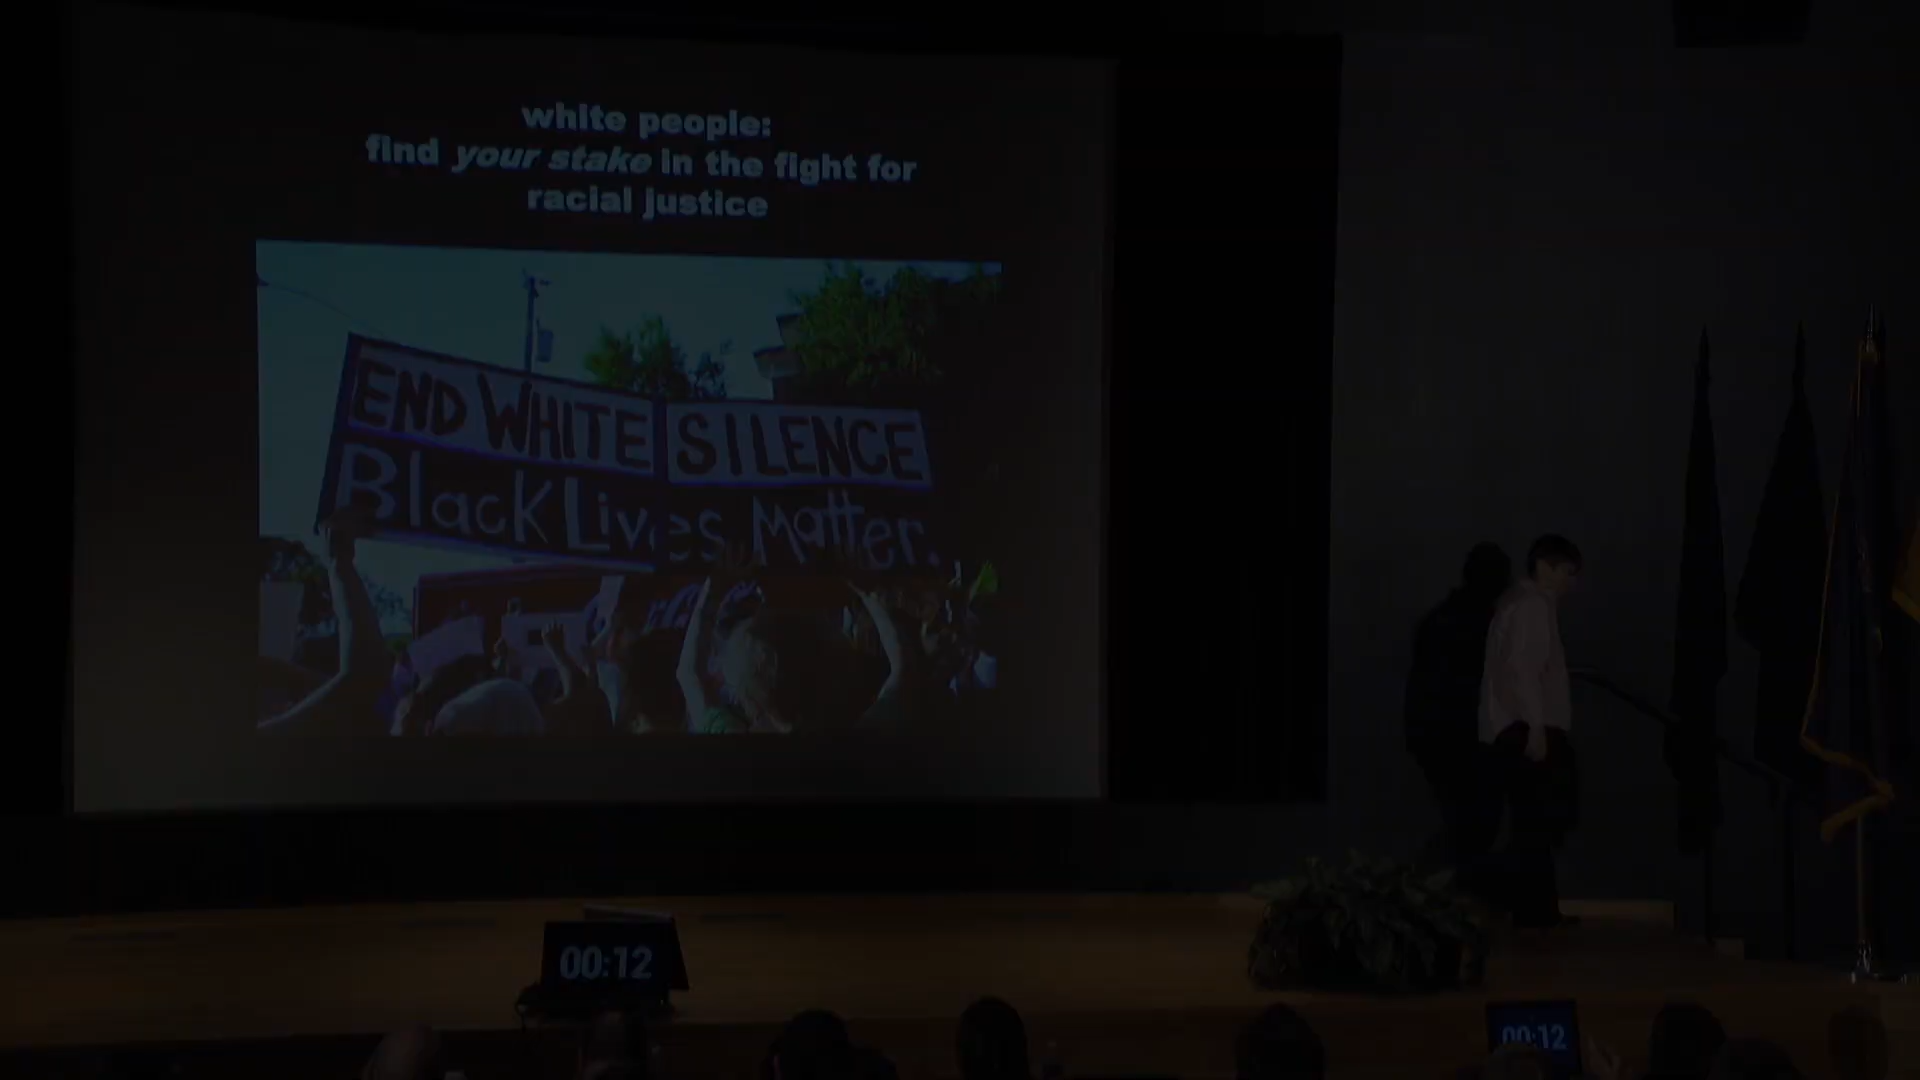 white people:
find your stake in the fight for
racial justice
END WHITE SILENCE
Black Lives Matter.
00:12
00:12